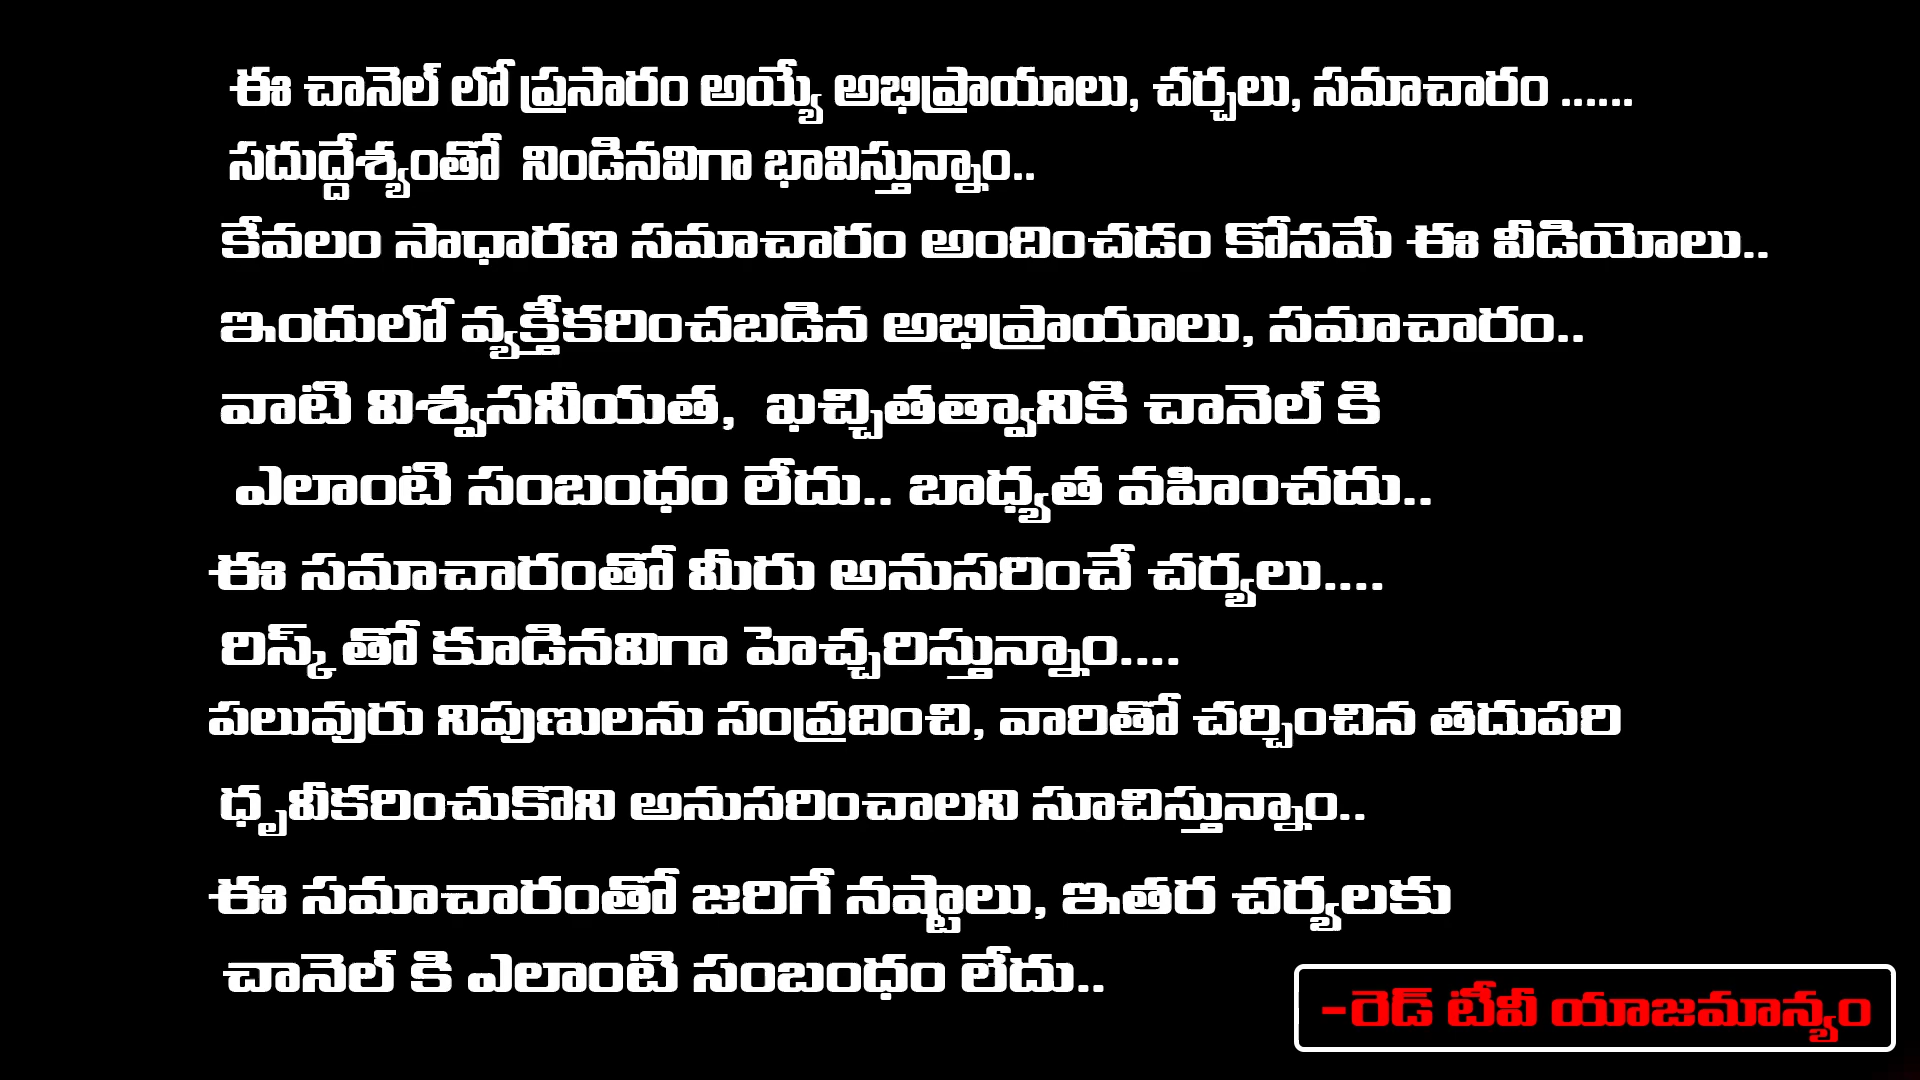 ఈ చానెల్ లో ప్రసారం అయ్యే అభిప్రాయాలు, చర్చలు, సమాచారం ......
సదుద్దేశ్యంతో నిండినవిగా భావిస్తున్నాం..
కేవలం సాధారణ సమాచారం అందించడం కోసమే ఈ వీడియోలు..
ఇందులో వ్యక్తీకరించబడిన అభిప్రాయాలు, సమాచారం..
వాటి విశ్వసనీయత, ఖచ్చితత్వానికి చానెల్ కి
ఎలాంటి సంబంధం లేదు.. బాధ్యత వహించదు..
ఈ సమాచారంతో మీరు అనుసరించే చర్యలు....
రిస్క్ తో కూడినవిగా హెచ్చరిస్తున్నాం....
పలువురు నిపుణులను సంప్రదించి, వారితో చర్చించిన తదుపరి
ధృవీకరించుకొని అనుసరించాలని సూచిస్తున్నాం..
ఈ సమాచారంతో జరిగే నష్టాలు, ఇతర చర్యలకు
చానెల్ కి ఎలాంటి సంబంధం లేదు..
-రెడ్ టీవీ యాజమాన్యం